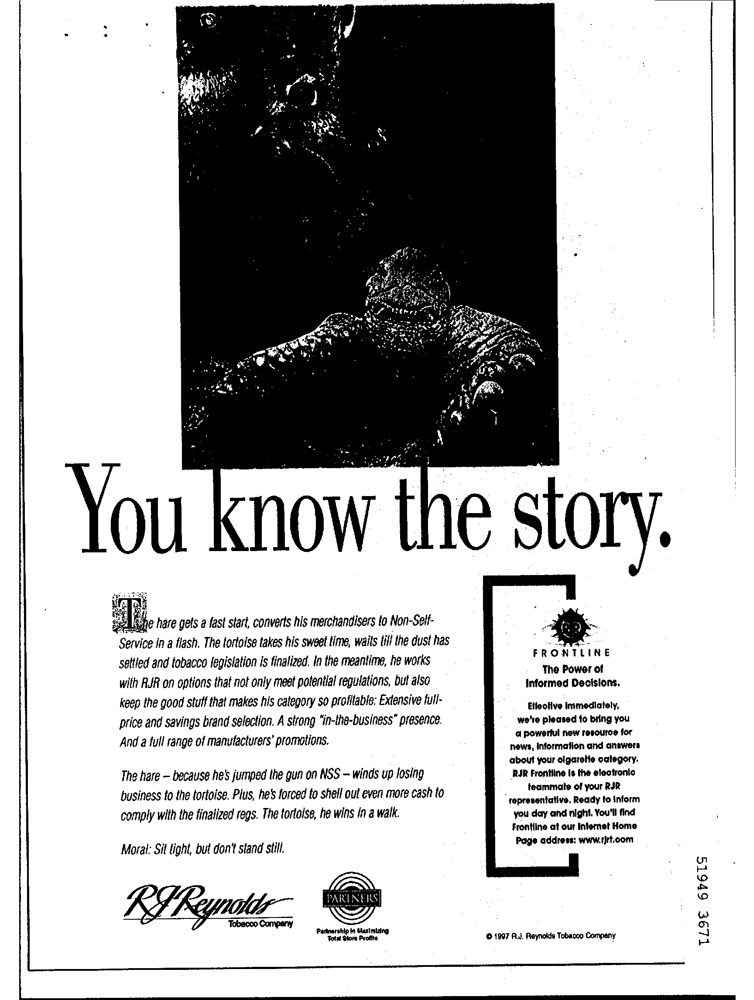 You know the story.
The hare gets a fast start, converts his merchandisers to Non-Self-
Service in a flash. The tortoise takes his sweet time, waits till the dust has
settled and tobacco legislation is finalized. In the meantime, he works
with RJR on options that not only meet potential regulations, but also
keep the good stuff that makes his category so profitable: Extensive full-
price and savings brand selection. A strong "in-the-business" presence.
And a full range of manufacturers' promotions.
The hare – because he's jumped the gun on NSS – winds up losing
business to the tortoise. Plus, he's forced to shell out even more cash to
comply with the finalized regs. The tortoise, he wins in a walk.
Moral: Sit tight, but don't stand still.
RJReynolds
Tobacco Company
PARTNERS
Partnership In Maximizing
Total Store Profits
FRONTLINE
The Power of
Informed Decisions.
Effective immediately,
we're pleased to bring you
a powerful new resource for
news, information and answers
about your cigarette category.
RJR Frontline is the electronic
teammate of your RJR
representative. Ready to inform
you day and night. You'll find
Frontline at our Internet Home
Page address: www.rjrt.com
© 1997 R.J. Reynolds Tobacco Company
51949 3671